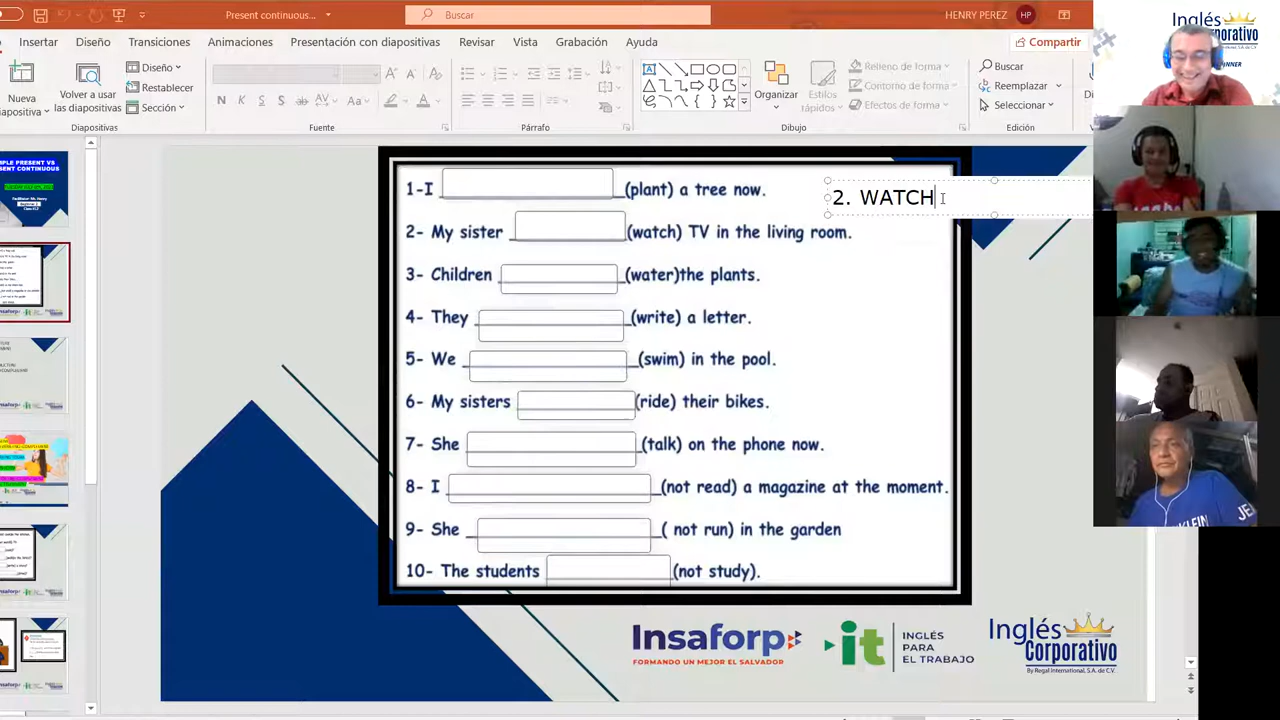 Present continuous...
Buscar
HENRY PEREZ
HP
Insertar
Diseño
Transiciones
Animaciones
Presentación con diapositivas
Revisar
Vista
Grabación
Ayuda
Compartir
Nueva diapositiva
Volver a usar las diapositivas
Diseño
Restablecer
Sección
Diapositivas
N K S
Aa
Fuente
Párrafo
Organizar
Estilos rápidos
Relleno de forma
Contorno de forma
Efectos de forma
Dibujo
Buscar
Reemplazar
Seleccionar
Edición
Inglés
Corporativo
1-I (plant) a tree now.
2. WATCH
2- My sister (watch) TV in the living room.
3- Children (water)the plants.
4- They (write) a letter.
5- We (swim) in the pool.
6- My sisters (ride) their bikes.
7- She (talk) on the phone now.
8- I (not read) a magazine at the moment.
9- She ( not run) in the garden
10- The students (not study).
Insaforp
FORMANDO UN MEJOR EL SALVADOR
it
INGLÉS
PARA
EL TRABAJO
Inglés
Corporativo
By Regal International, S.A. de C.V.